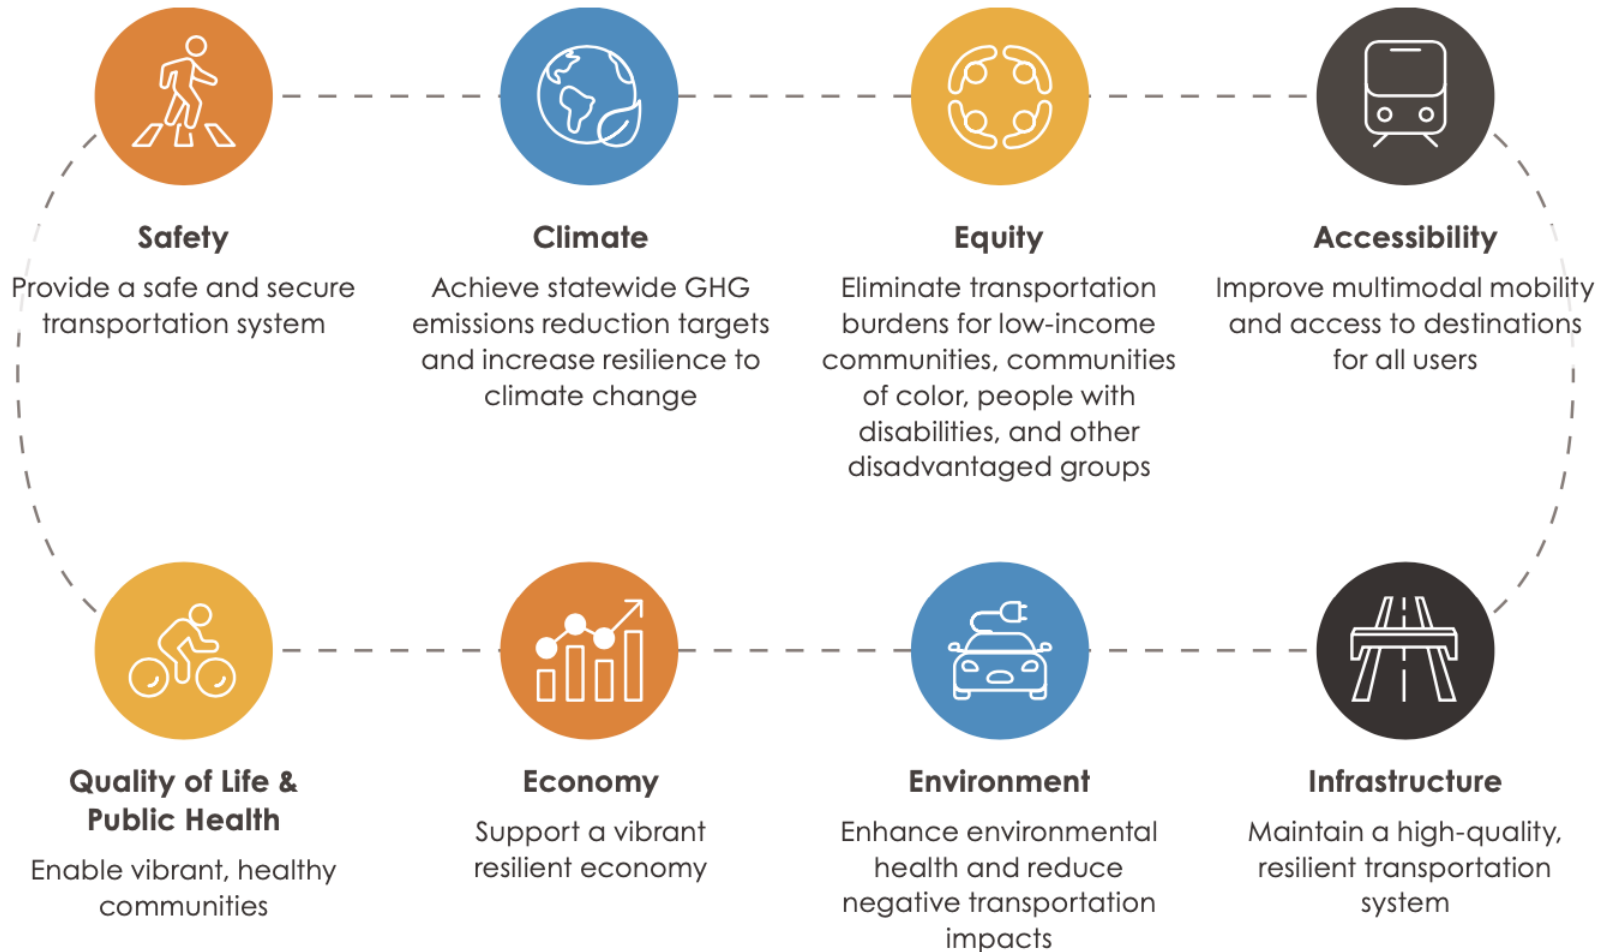 Safety
Provide a safe and secure
transportation system
Climate
Achieve statewide GHG
emissions reduction targets
and increase resilience to
climate change
Equity
Eliminate transportation
burdens for low-income
communities, communities
of color, people with
disabilities, and other
disadvantaged groups
Accessibility
Improve multimodal mobility
and access to destinations
for all users
Quality of Life &
Public Health
Enable vibrant, healthy
communities
Economy
Support a vibrant
resilient economy
Environment
Enhance environmental
health and reduce
negative transportation
impacts
Infrastructure
Maintain a high-quality,
resilient transportation
system